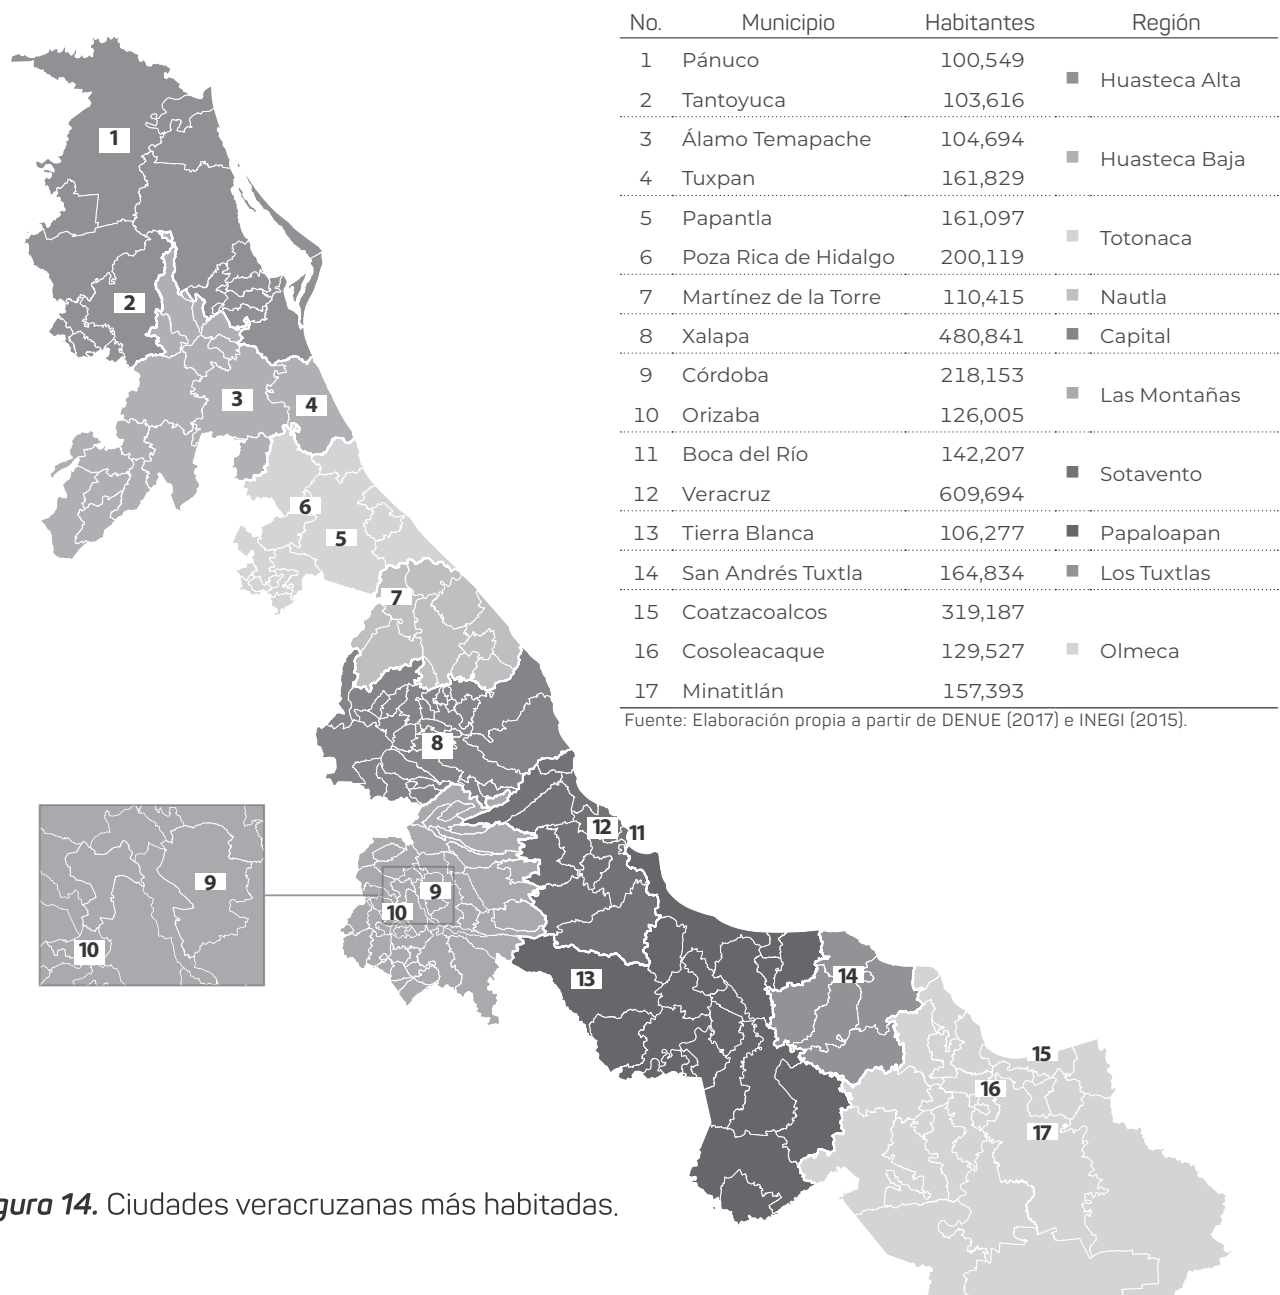 No. Municipio Habitantes Región
1 Pánuco 100,549
Huasteca Alta
2 Tantoyuca 103,616
3 Álamo Temapache 104,694
Huasteca Baja
4 Tuxpan 161,829
5 Papantla 161,097
Totonaca
6 Poza Rica de Hidalgo 200,119
7 Martínez de la Torre 110,415 Nautla
8 Xalapa 480,841 Capital
9 Córdoba 218,153
Las Montañas
10 Orizaba 126,005
11 Boca del Río 142,207
Sotavento
12 Veracruz 609,694
13 Tierra Blanca 106,277 Papaloapan
14 San Andrés Tuxtla 164,834 Los Tuxtlas
15 Coatzacoalcos 319,187
16 Cosoleacaque 129,527 Olmeca
17 Minatitlán 157,393
Fuente: Elaboración propia a partir de DENUE (2017) e INEGI (2015).
1
2
3
4
6
5
7
8
12
11
9
9
10
10
13
14
15
16
17
gura 14. Ciudades veracruzanas más habitadas.